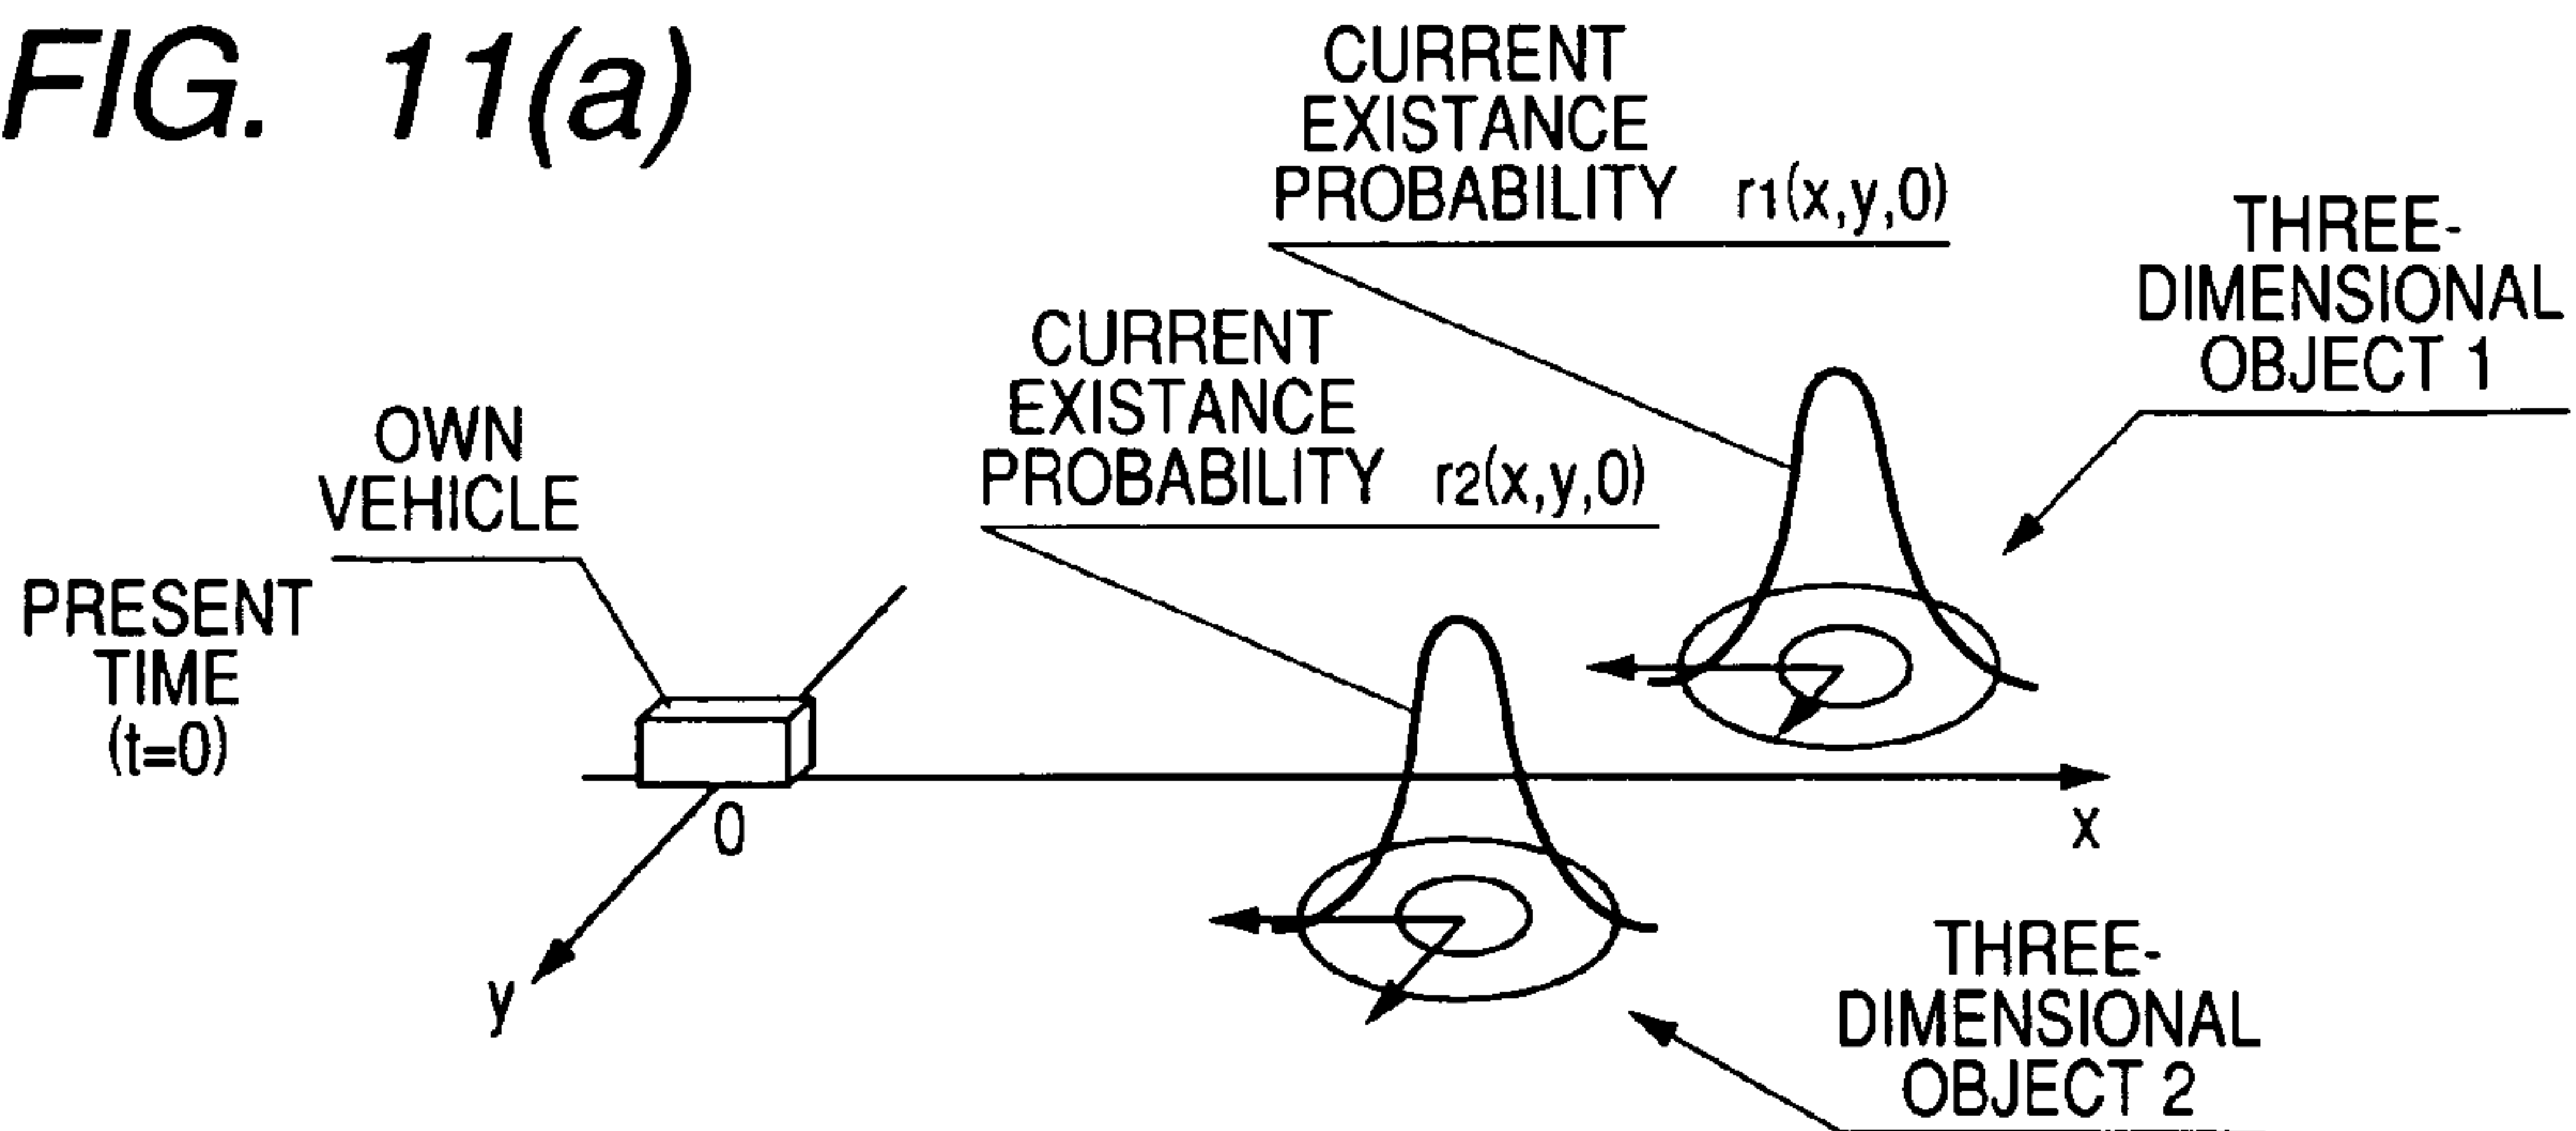 FIG. 11(a)
CURRENT
EXISTANCE
PROBABILITY r1(x,y,0)
THREE-
DIMENSIONAL
OBJECT 1
CURRENT
EXISTANCE
PROBABILITY r2(x,y,0)
OWN
VEHICLE
PRESENT
TIME
(t=0)
0
x
y
THREE-
DIMENSIONAL
OBJECT 2